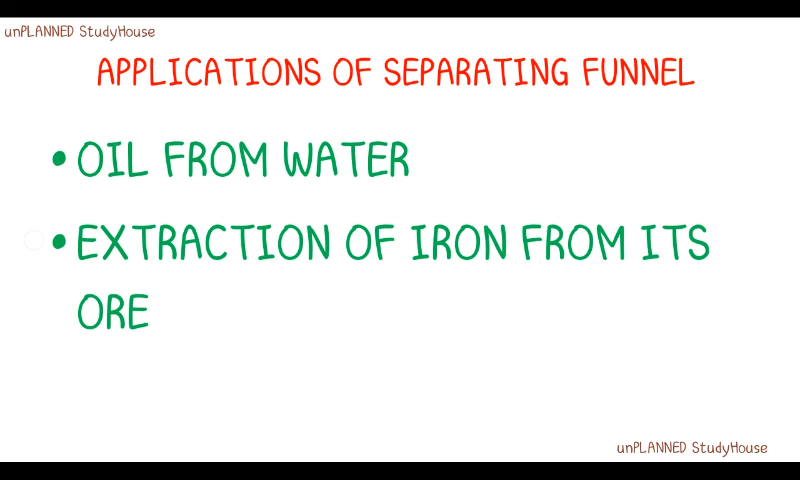 unPLANNED StudyHouse
APPLICATIONS OF SEPARATING FUNNEL
• OIL FROM WATER
• EXTRACTION OF IRON FROM ITS
ORE
unPLANNED StudyHouse